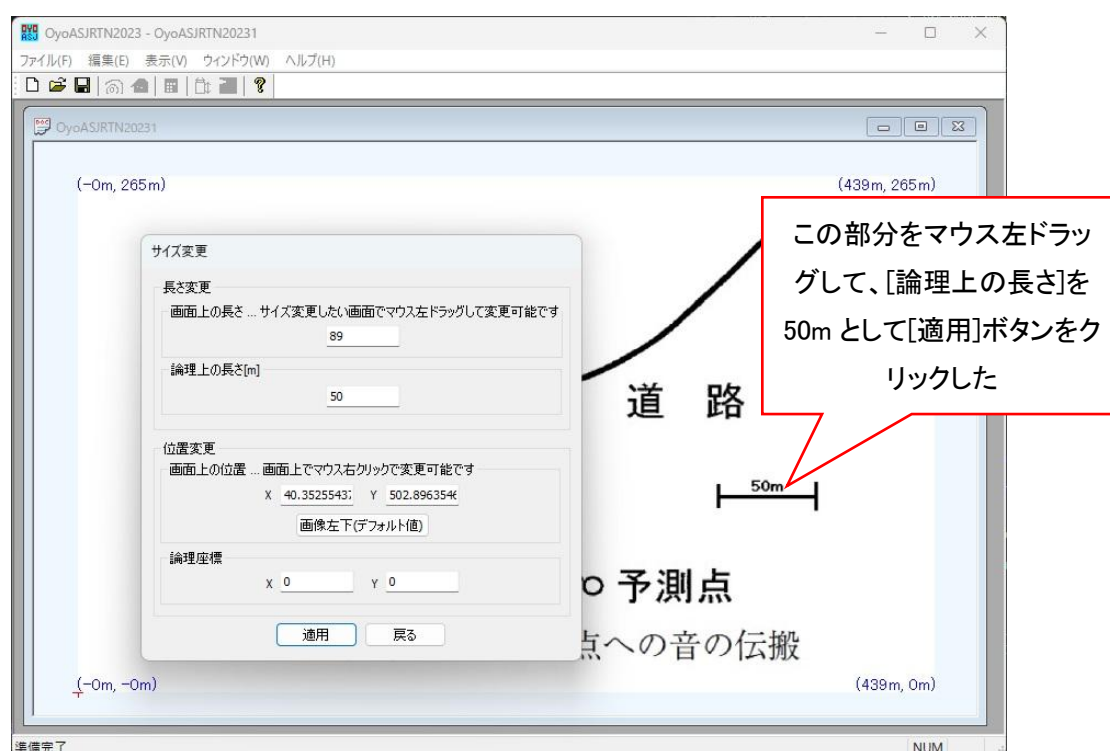 OyoASJRTN2023 - OyoASJRTN20231
ファイル(F) 編集(E) 表示(V) ウィンドウ(W) ヘルプ(H)
OyoASJRTN20231
(-0m, 265m)
(439m, 265m)
サイズ変更
長さ変更
画面上の長さ ... サイズ変更したい画面でマウス左ドラッグして変更可能です
89
論理上の長さ[m]
50
位置変更
画面上の位置 ... 画面上でマウス右クリックで変更可能です
X 40.3525543 Y 502.896354
画像左下(デフォルト値)
論理座標
X 0 Y 0
適用 戻る
この部分をマウス左ドラッ
グして、[論理上の長さ]を
50m として[適用]ボタンをク
リックした
道 路
50m
予測点
点への音の伝搬
(-0m, -0m)
(439m, 0m)
準備完了
NUM